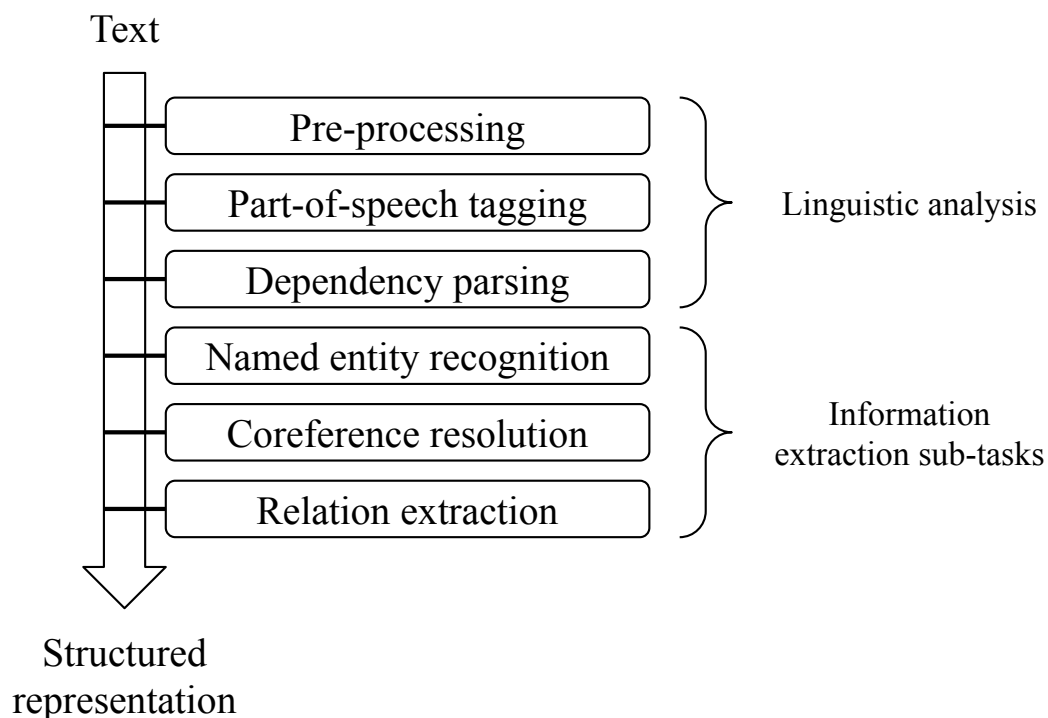 Text
Pre-processing
Part-of-speech tagging
Dependency parsing
Linguistic analysis
Named entity recognition
Coreference resolution
Relation extraction
Information
extraction sub-tasks
Structured
representation